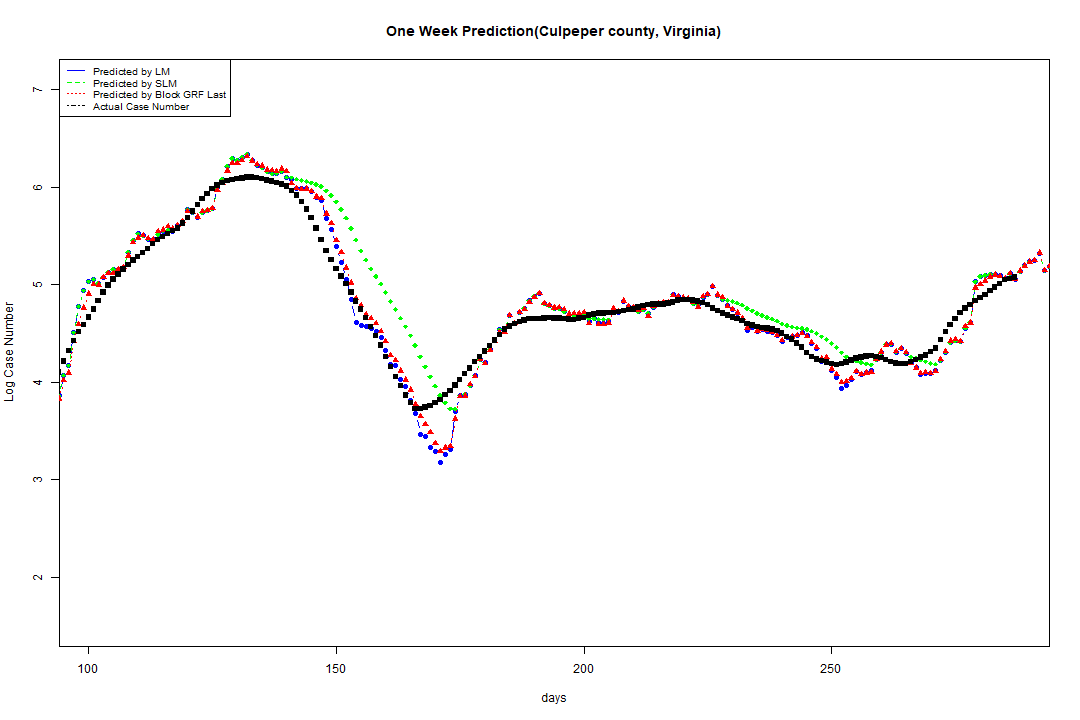 One Week Prediction(Culpeper county, Virginia)
Predicted by LM
Predicted by SLM
Predicted by Block GRF Last
Actual Case Number
7
6
5
4
3
2
Log Case Number
100 150 200 250
days